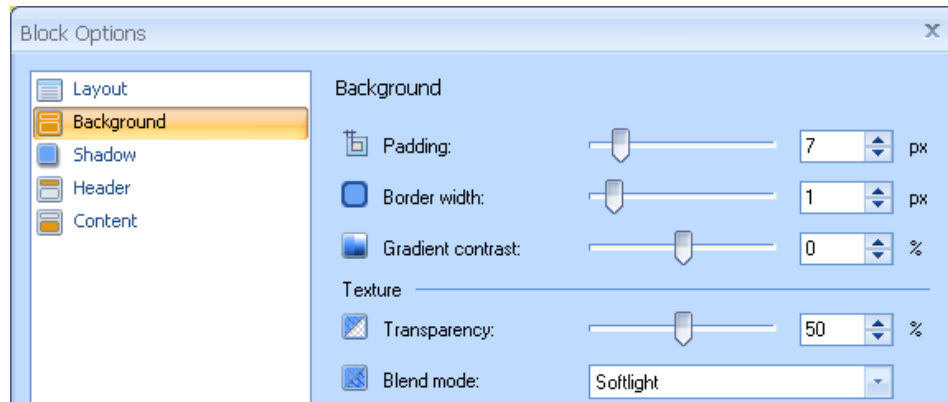 Block Options
Layout
Background
Shadow
Header
Content
Background
Padding: 7 px
Border width: 1 px
Gradient contrast: 0 %
Texture
Transparency: 50 %
Blend mode: Softlight